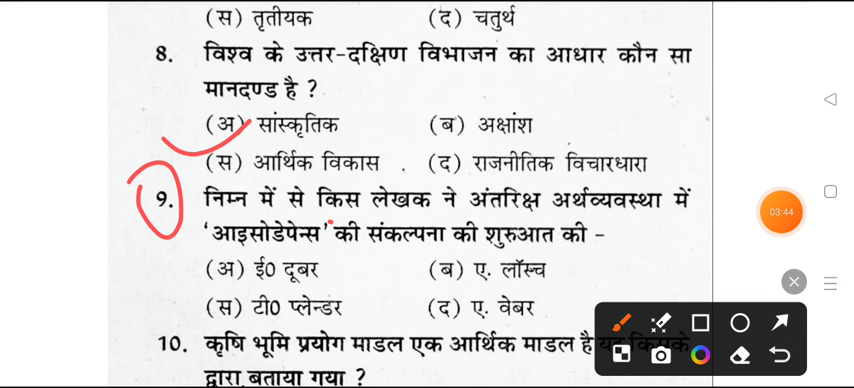 (स) तृतीयक (द) चतुर्थ
8. विश्व के उत्तर-दक्षिण विभाजन का आधार कौन सा
मानदण्ड है ?
(अ) सांस्कृतिक (ब) अक्षांश
(स) आर्थिक विकास . (द) राजनीतिक विचारधारा
9. निम्न में से किस लेखक ने अंतरिक्ष अर्थव्यवस्था में
‘आइसोडेपेन्स’ की संकल्पना की शुरुआत की -
(अ) ई0 दूबर (ब) ए. लॉस्च
(स) टी0 प्लेन्डर (द) ए. वेबर
10. कृषि भूमि प्रयोग माडल एक आर्थिक माडल है यह किसके
द्वारा बताया गया ?
03:44